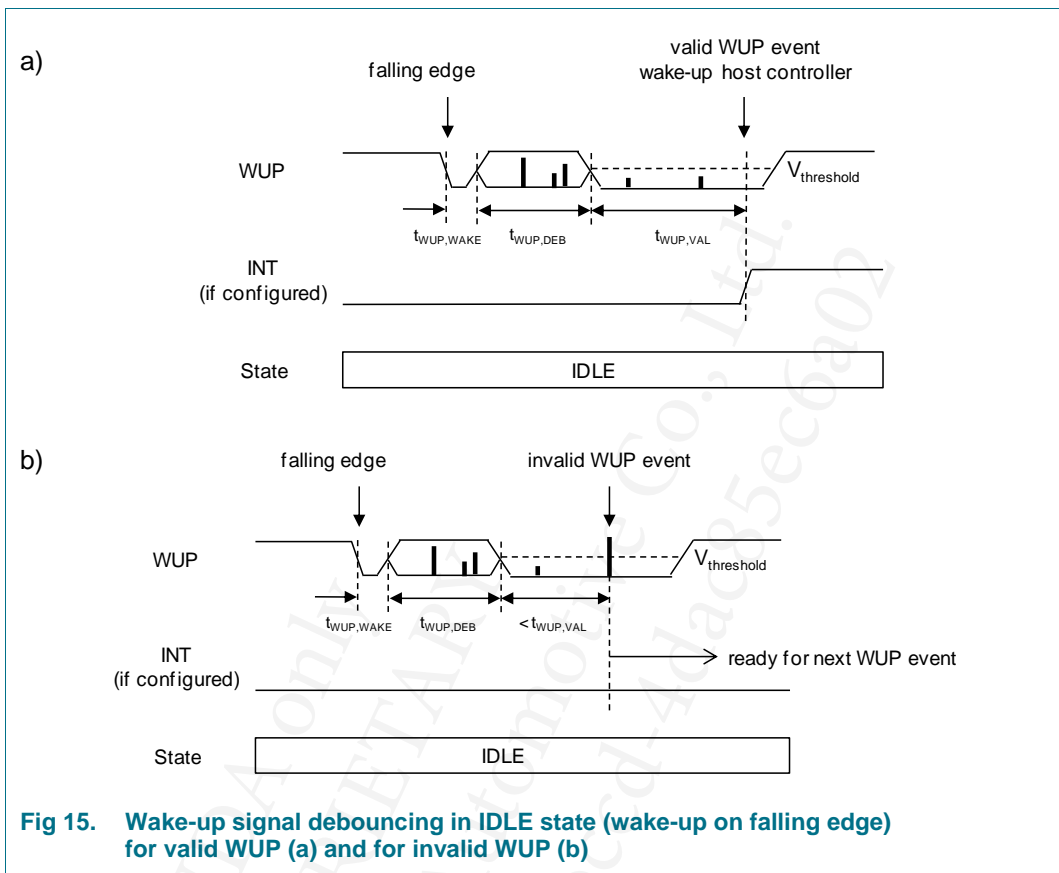 a)
falling edge
valid WUP event
wake-up host controller
WUP
Vthreshold
tWUP,WAKE
tWUP,DEB
tWUP,VAL
INT
(if configured)
State
IDLE
b)
falling edge
invalid WUP event
WUP
Vthreshold
tWUP,WAKE
tWUP,DEB
< tWUP,VAL
INT
(if configured)
ready for next WUP event
State
IDLE
Fig 15. Wake-up signal debouncing in IDLE state (wake-up on falling edge)
for valid WUP (a) and for invalid WUP (b)